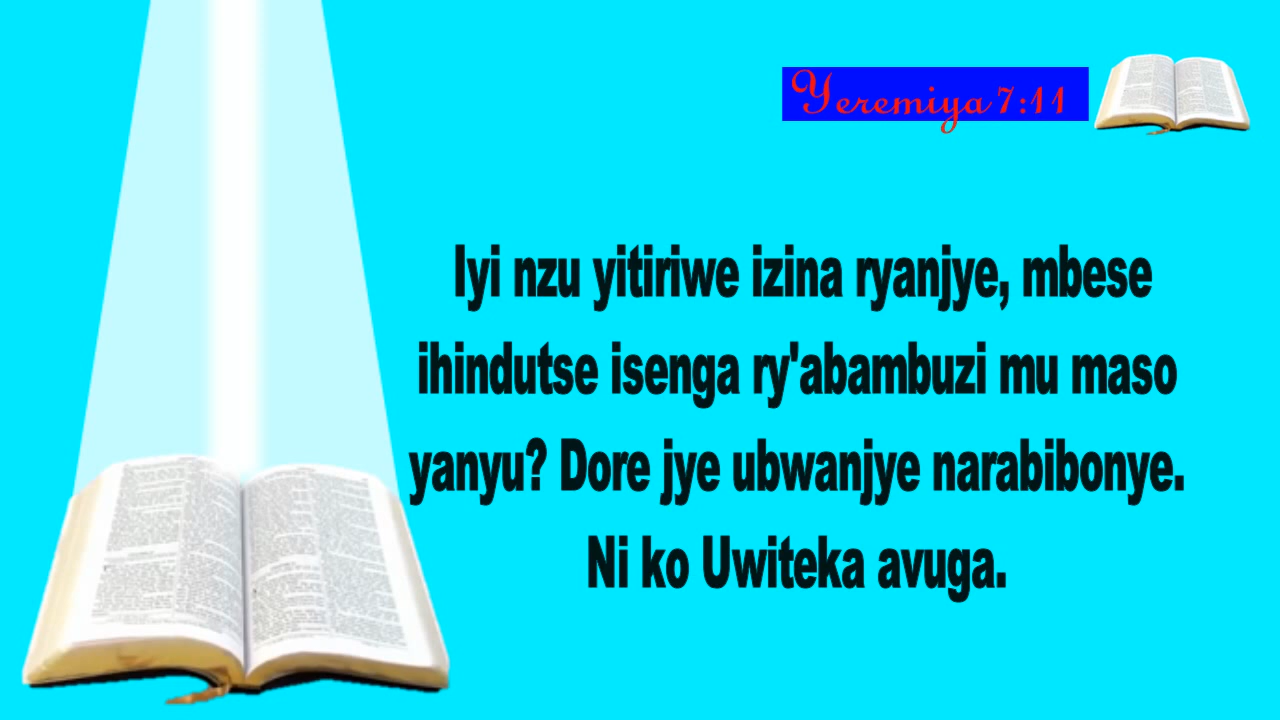 Yeremiya 7:11
Iyi nzu yitiriwe izina ryanjye, mbese
ihindutse isenga ry'abambuzi mu maso
yanyu? Dore jye ubwanjye narabibonye.
Ni ko Uwiteka avuga.